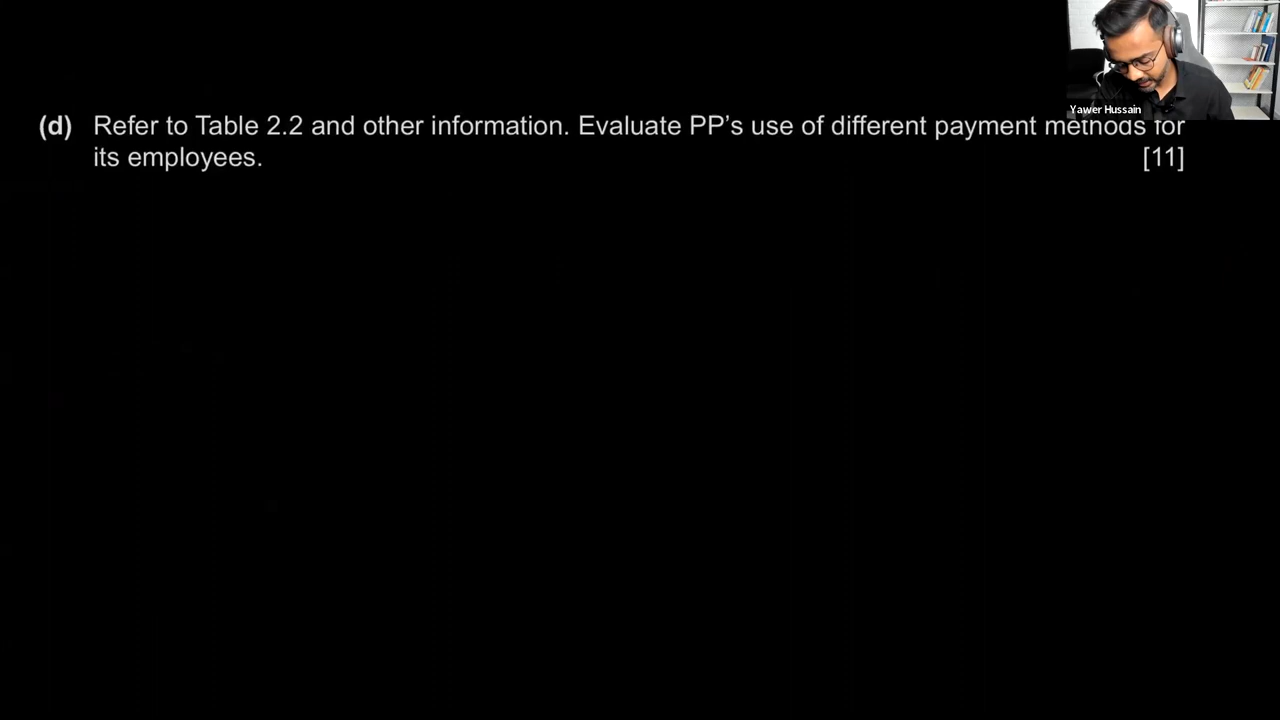 Yawer Hussain
(d) Refer to Table 2.2 and other information. Evaluate PP's use of different payment methods for
its employees. [11]